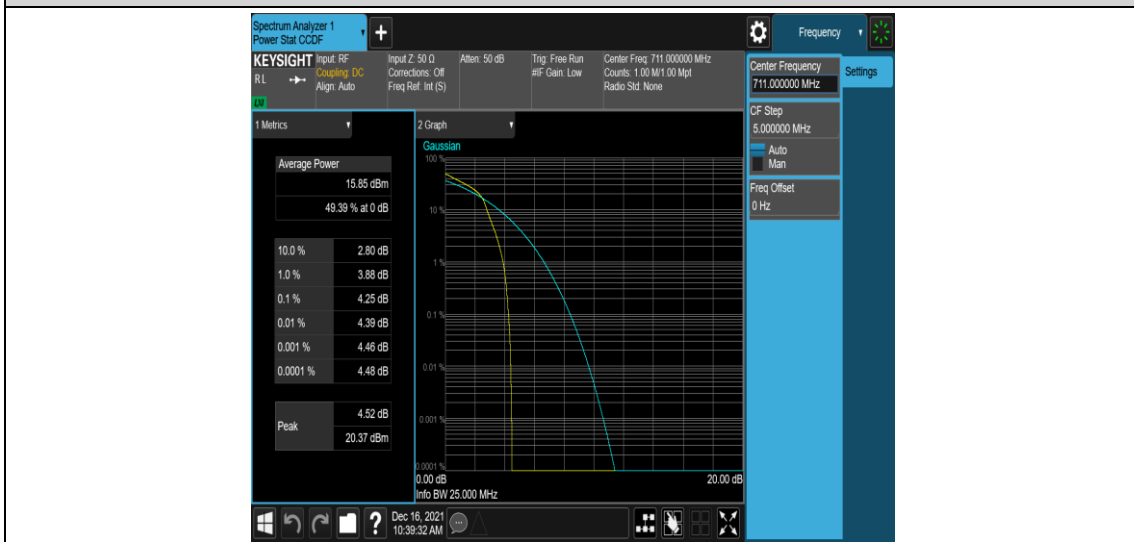 Spectrum Analyzer 1
Power Stat CCDF
+
Frequency
KEYSIGHT
RL
Input: RF
Coupling: DC
Align: Auto
Input Z: 50 Ω
Corrections: Off
Freq Ref: Int (S)
Atten: 50 dB
Trig: Free Run
#IF Gain: Low
Center Freq: 711.000000 MHz
Counts: 1.00 M/1.00 Mpt
Radio Std: None
Center Frequency
711.000000 MHz
Settings
CF Step
5.000000 MHz
Auto
Man
Freq Offset
0 Hz
1 Metrics
Average Power
15.85 dBm
49.39 % at 0 dB
10.0 % 2.80 dB
1.0 % 3.88 dB
0.1 % 4.25 dB
0.01 % 4.39 dB
0.001 % 4.46 dB
0.0001 % 4.48 dB
Peak
4.52 dB
20.37 dBm
2 Graph
Gaussian
100 %
10 %
1 %
0.1 %
0.01 %
0.001 %
0.0001 %
0.00 dB 20.00 dB
Info BW 25.000 MHz
?
Dec 16, 2021
10:39:32 AM